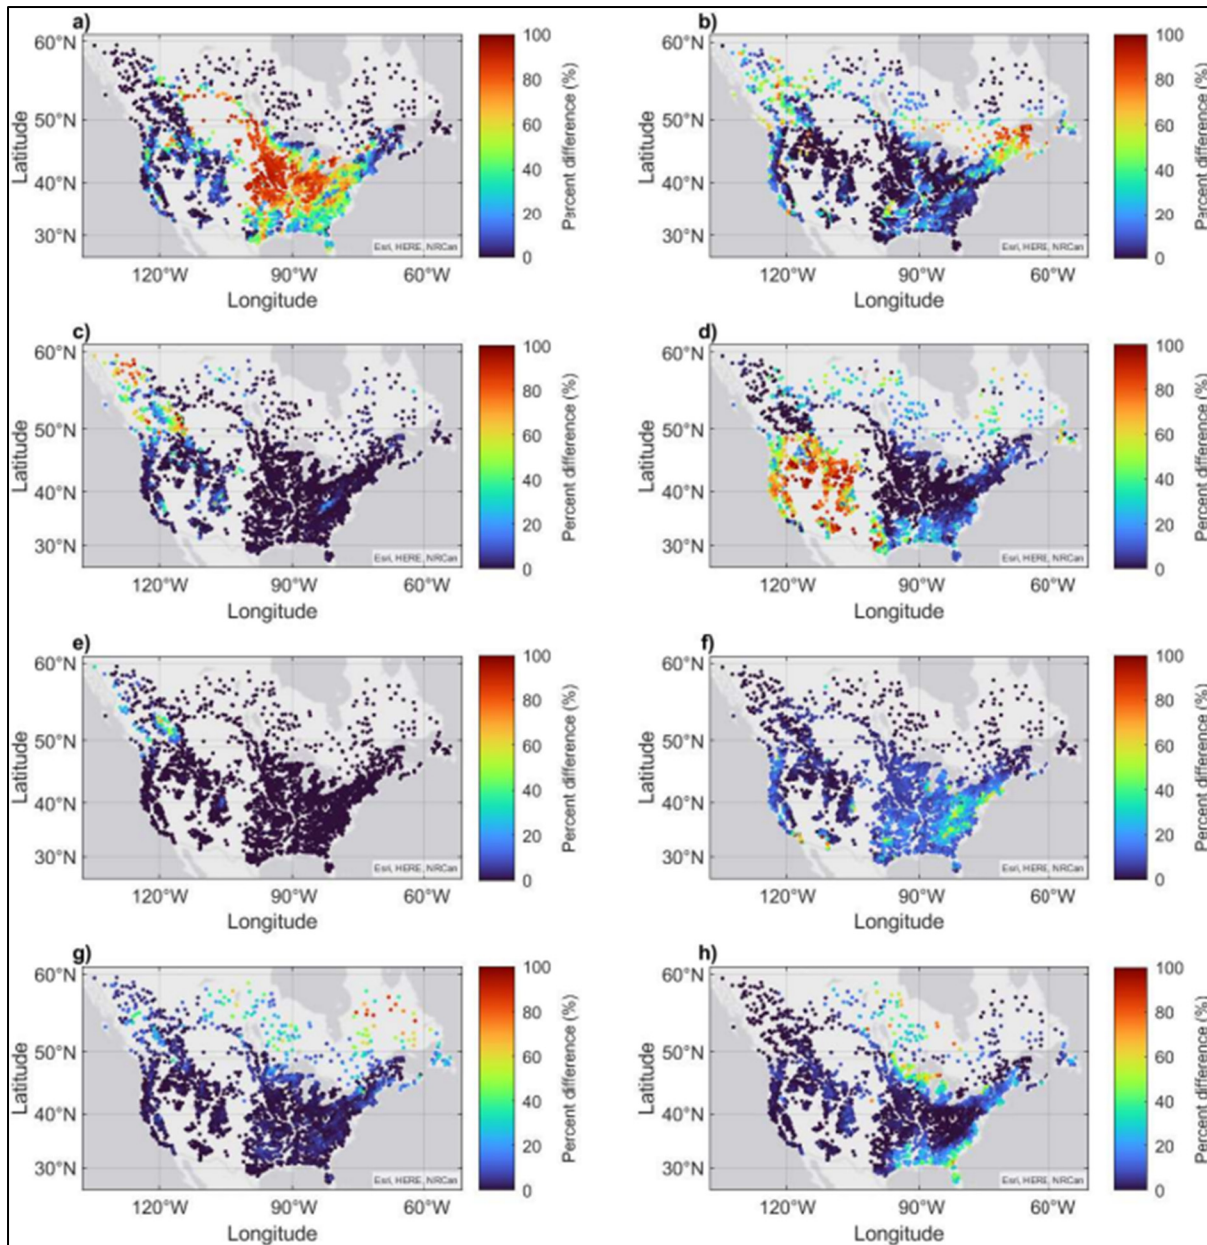 a)
60°N
50°N
40°N
30°N
Latitude
120°W
90°W
60°W
Longitude
Esri, HERE, NRCan
100
80
60
40
20
0
Percent difference (%)
b)
60°N
50°N
40°N
30°N
Latitude
120°W
90°W
60°W
Longitude
Esri, HERE, NRCan
100
80
60
40
20
0
Percent difference (%)
c)
60°N
50°N
40°N
30°N
Latitude
120°W
90°W
60°W
Longitude
Esri, HERE, NRCan
100
80
60
40
20
0
Percent difference (%)
d)
60°N
50°N
40°N
30°N
Latitude
120°W
90°W
60°W
Longitude
Esri, HERE, NRCan
100
80
60
40
20
0
Percent difference (%)
e)
60°N
50°N
40°N
30°N
Latitude
120°W
90°W
60°W
Longitude
Esri, HERE, NRCan
100
80
60
40
20
0
Percent difference (%)
f)
60°N
50°N
40°N
30°N
Latitude
120°W
90°W
60°W
Longitude
Esri, HERE, NRCan
100
80
60
40
20
0
Percent difference (%)
g)
60°N
50°N
40°N
30°N
Latitude
120°W
90°W
60°W
Longitude
Esri, HERE, NRCan
100
80
60
40
20
0
Percent difference (%)
h)
60°N
50°N
40°N
30°N
Latitude
120°W
90°W
60°W
Longitude
Esri, HERE, NRCan
100
80
60
40
20
0
Percent difference (%)